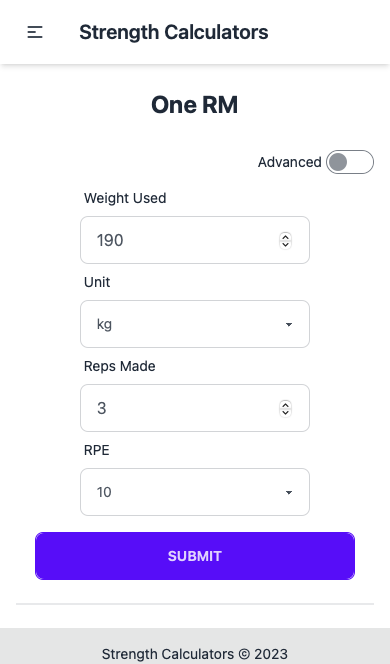 Strength Calculators
One RM
Advanced
Weight Used
190
Unit
kg
Reps Made
3
RPE
10
SUBMIT
Strength Calculators © 2023